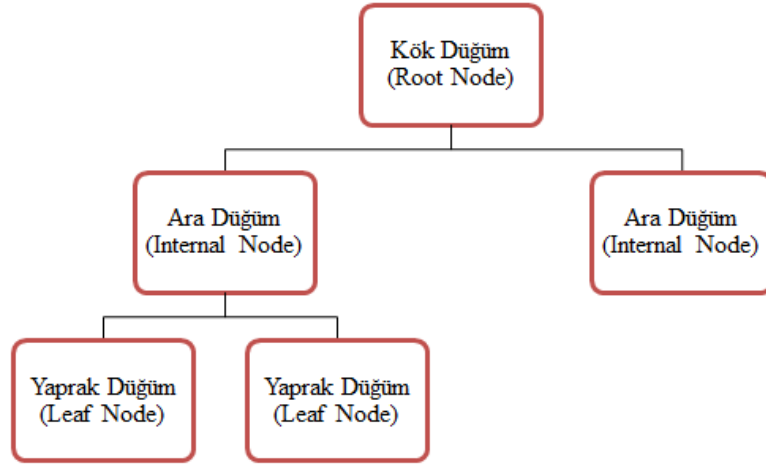 Kök Düğüm
(Root Node)
Ara Düğüm
(Internal Node)
Ara Düğüm
(Internal Node)
Yaprak Düğüm
(Leaf Node)
Yaprak Düğüm
(Leaf Node)